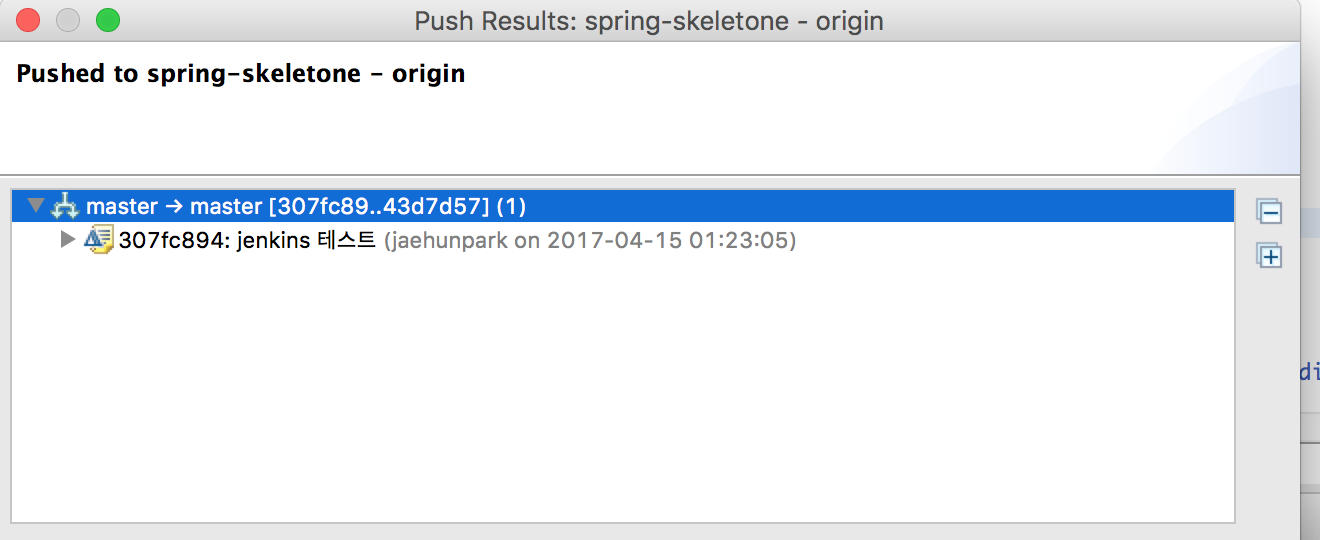 Push Results: spring-skeletone - origin
Pushed to spring-skeletone - origin
master → master [307fc89..43d7d57] (1)
307fc894: jenkins 테스트 (jaehunpark on 2017-04-15 01:23:05)
di